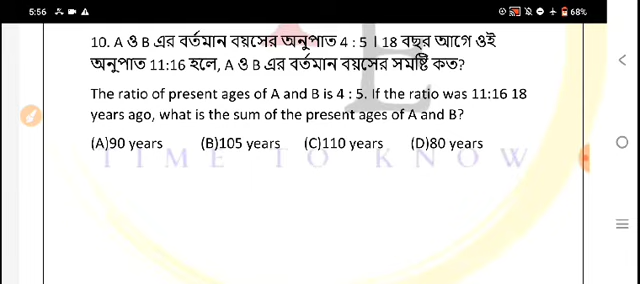 5:56
68%
10. A ও B এর বর্তমান বয়সের অনুপাত 4 : 5 । 18 বছর আগে ওই
অনুপাত 11:16 হলে, A ও B এর বর্তমান বয়সের সমষ্টি কত?
The ratio of present ages of A and B is 4 : 5. If the ratio was 11:16 18
years ago, what is the sum of the present ages of A and B?
(A)90 years (B)105 years (C)110 years (D)80 years
TIME TO KNOW